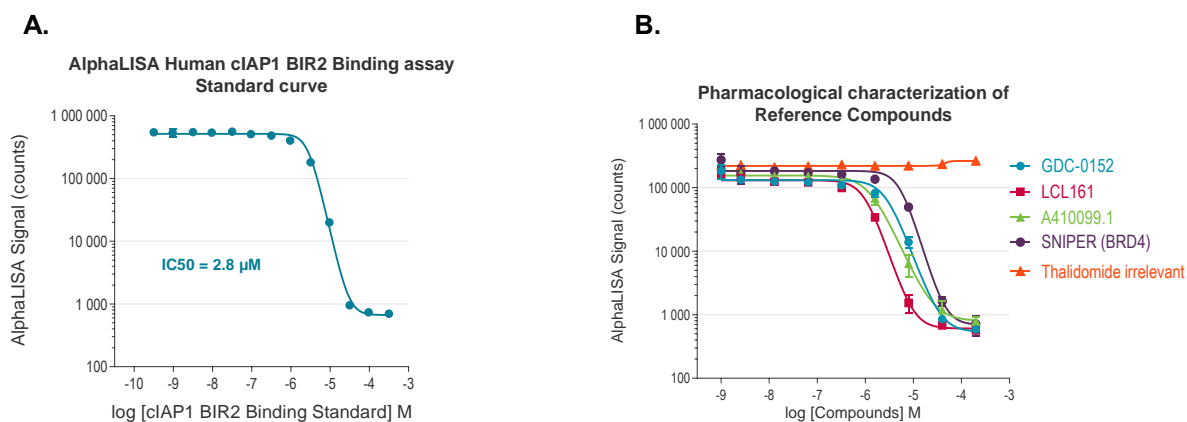 A.
AlphaLISA Human cIAP1 BIR2 Binding assay
Standard curve
AlphaLISA Signal (counts)
1 000 000
100 000
10 000
1 000
100
IC50 = 2.8 µM
-10 -9 -8 -7 -6 -5 -4 -3
log [cIAP1 BIR2 Binding Standard] M
B.
Pharmacological characterization of
Reference Compounds
AlphaLISA Signal (counts)
1 000 000
100 000
10 000
1 000
100
-9 -8 -7 -6 -5 -4 -3
log [Compounds] M
GDC-0152
LCL161
A410099.1
SNIPER (BRD4)
Thalidomide irrelevant